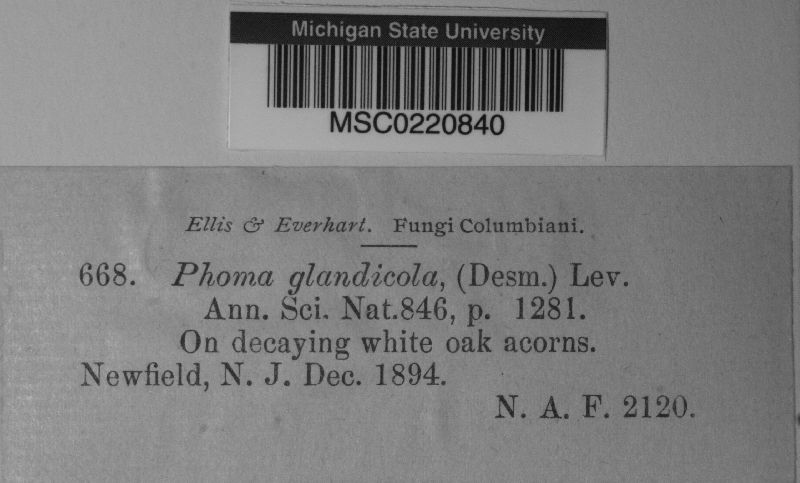 Michigan State University
MSC0220840
Ellis & Everhart. Fungi Columbiani.
668. Phoma glandicola, (Desm.) Lev.
Ann. Sci. Nat.846, p. 1281.
On decaying white oak acorns.
Newfield, N. J. Dec. 1894.
N. A. F. 2120.